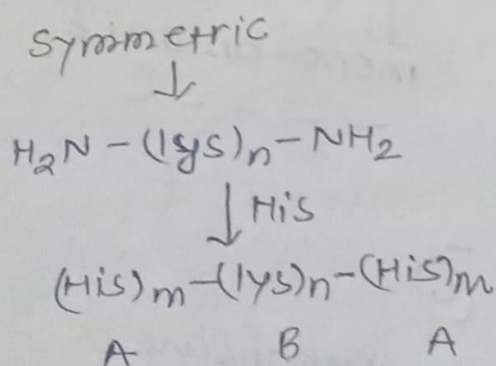 Symmetric
↓
H₂N-(lys)ₙ-NH₂
↓ His
(His)ₘ-(lys)ₙ-(His)ₘ
A B A